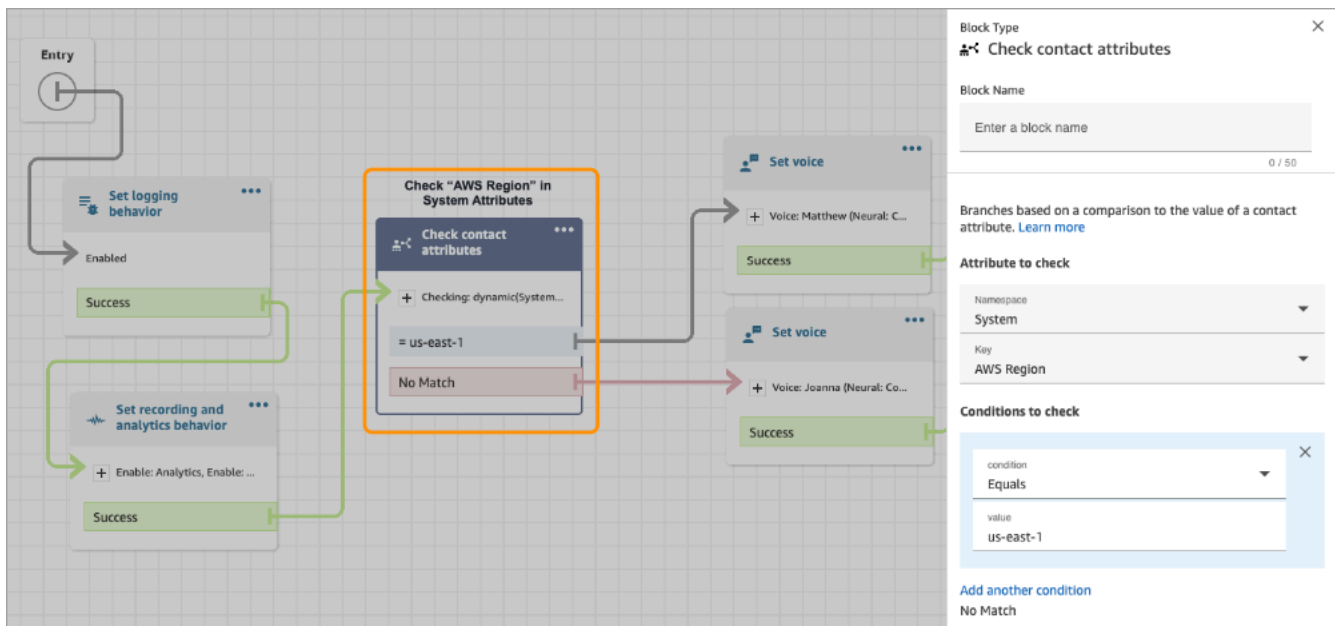 Entry
Set logging
behavior
Enabled
Success
Set recording and
analytics behavior
Enable: Analytics, Enable: ...
Success
Check "AWS Region" in
System Attributes
Check contact
attributes
Checking: dynamic(System...
= us-east-1
No Match
Set voice
Voice: Matthew (Neural: C...
Success
Set voice
Voice: Joanna (Neural: Co...
Success
Block Type
Check contact attributes
Block Name
Enter a block name
0 / 50
Branches based on a comparison to the value of a contact
attribute. Learn more
Attribute to check
Namespace
System
Key
AWS Region
Conditions to check
condition
Equals
value
us-east-1
Add another condition
No Match